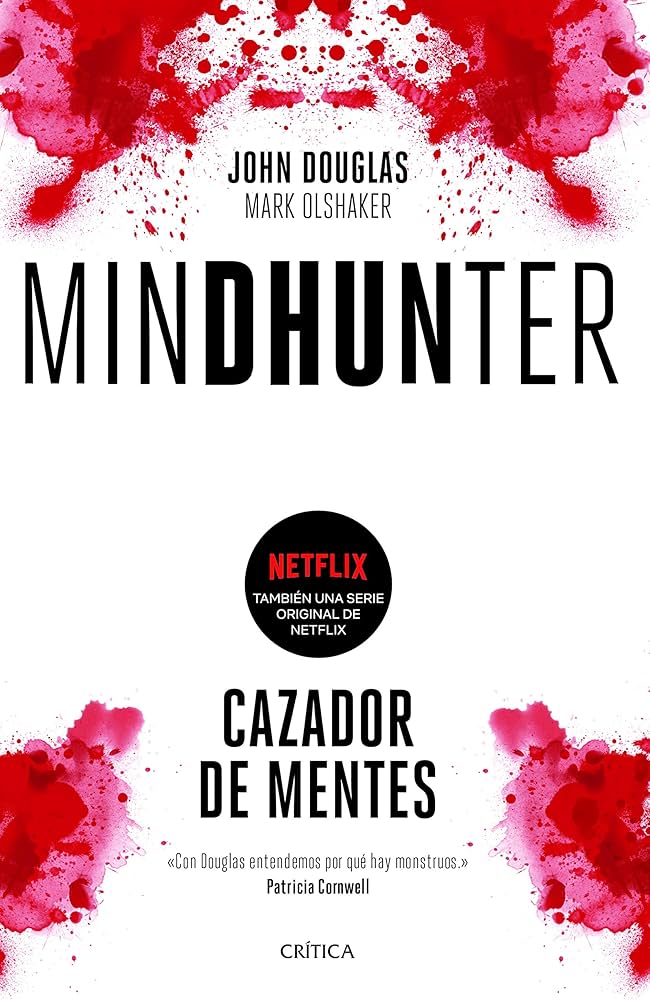 JOHN DOUGLAS
MARK OLSHAKER
MINDHUNTER
NETFLIX
TAMBIÉN UNA SERIE
ORIGINAL DE
NETFLIX
CAZADOR
DE MENTES
«Con Douglas entendemos por qué hay monstruos.»
Patricia Cornwell
CRÍTICA